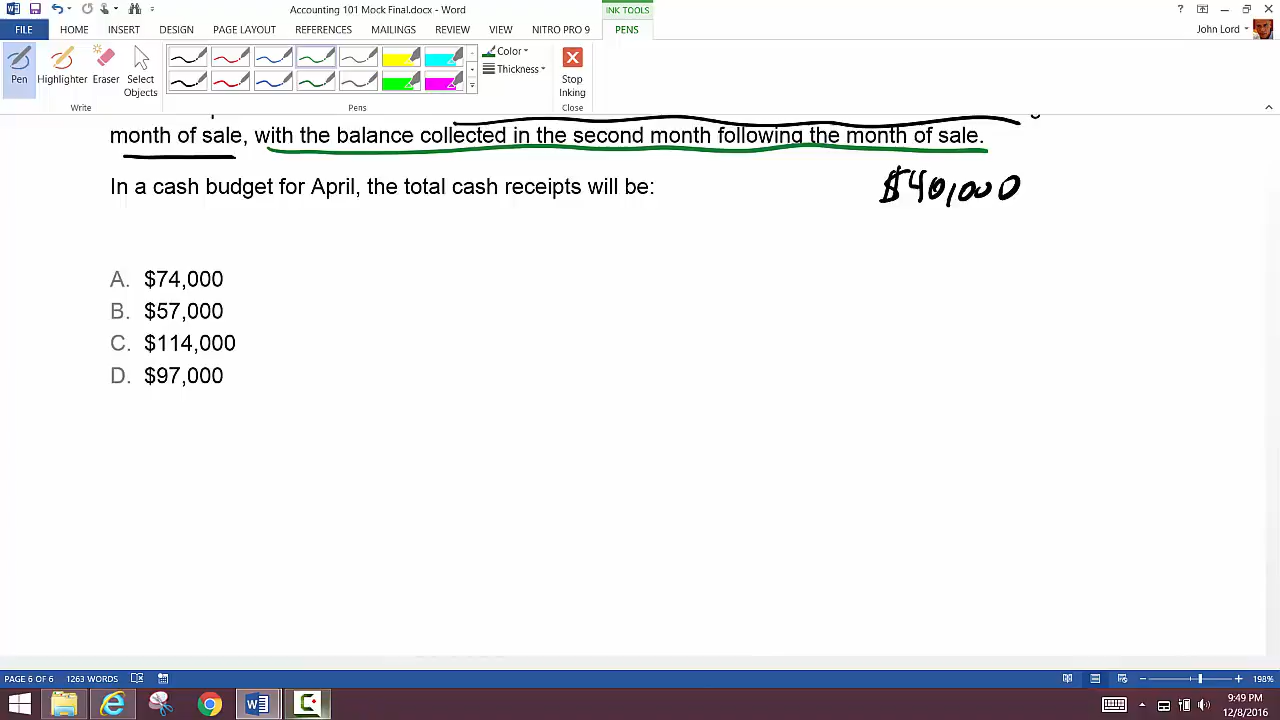 Accounting 101 Mock Final.docx - Word
INK TOOLS
FILE HOME INSERT DESIGN PAGE LAYOUT REFERENCES MAILINGS REVIEW VIEW NITRO PRO 9 PENS
John Lord
Pen
Highlighter
Eraser
Select Objects
Color
Thickness
Stop Inking
Write
Pens
Close
month of sale, with the balance collected in the second month following the month of sale.
In a cash budget for April, the total cash receipts will be:
$40,000
A. $74,000
B. $57,000
C. $114,000
D. $97,000
PAGE 6 OF 6 1263 WORDS
198%
9:49 PM
12/8/2016